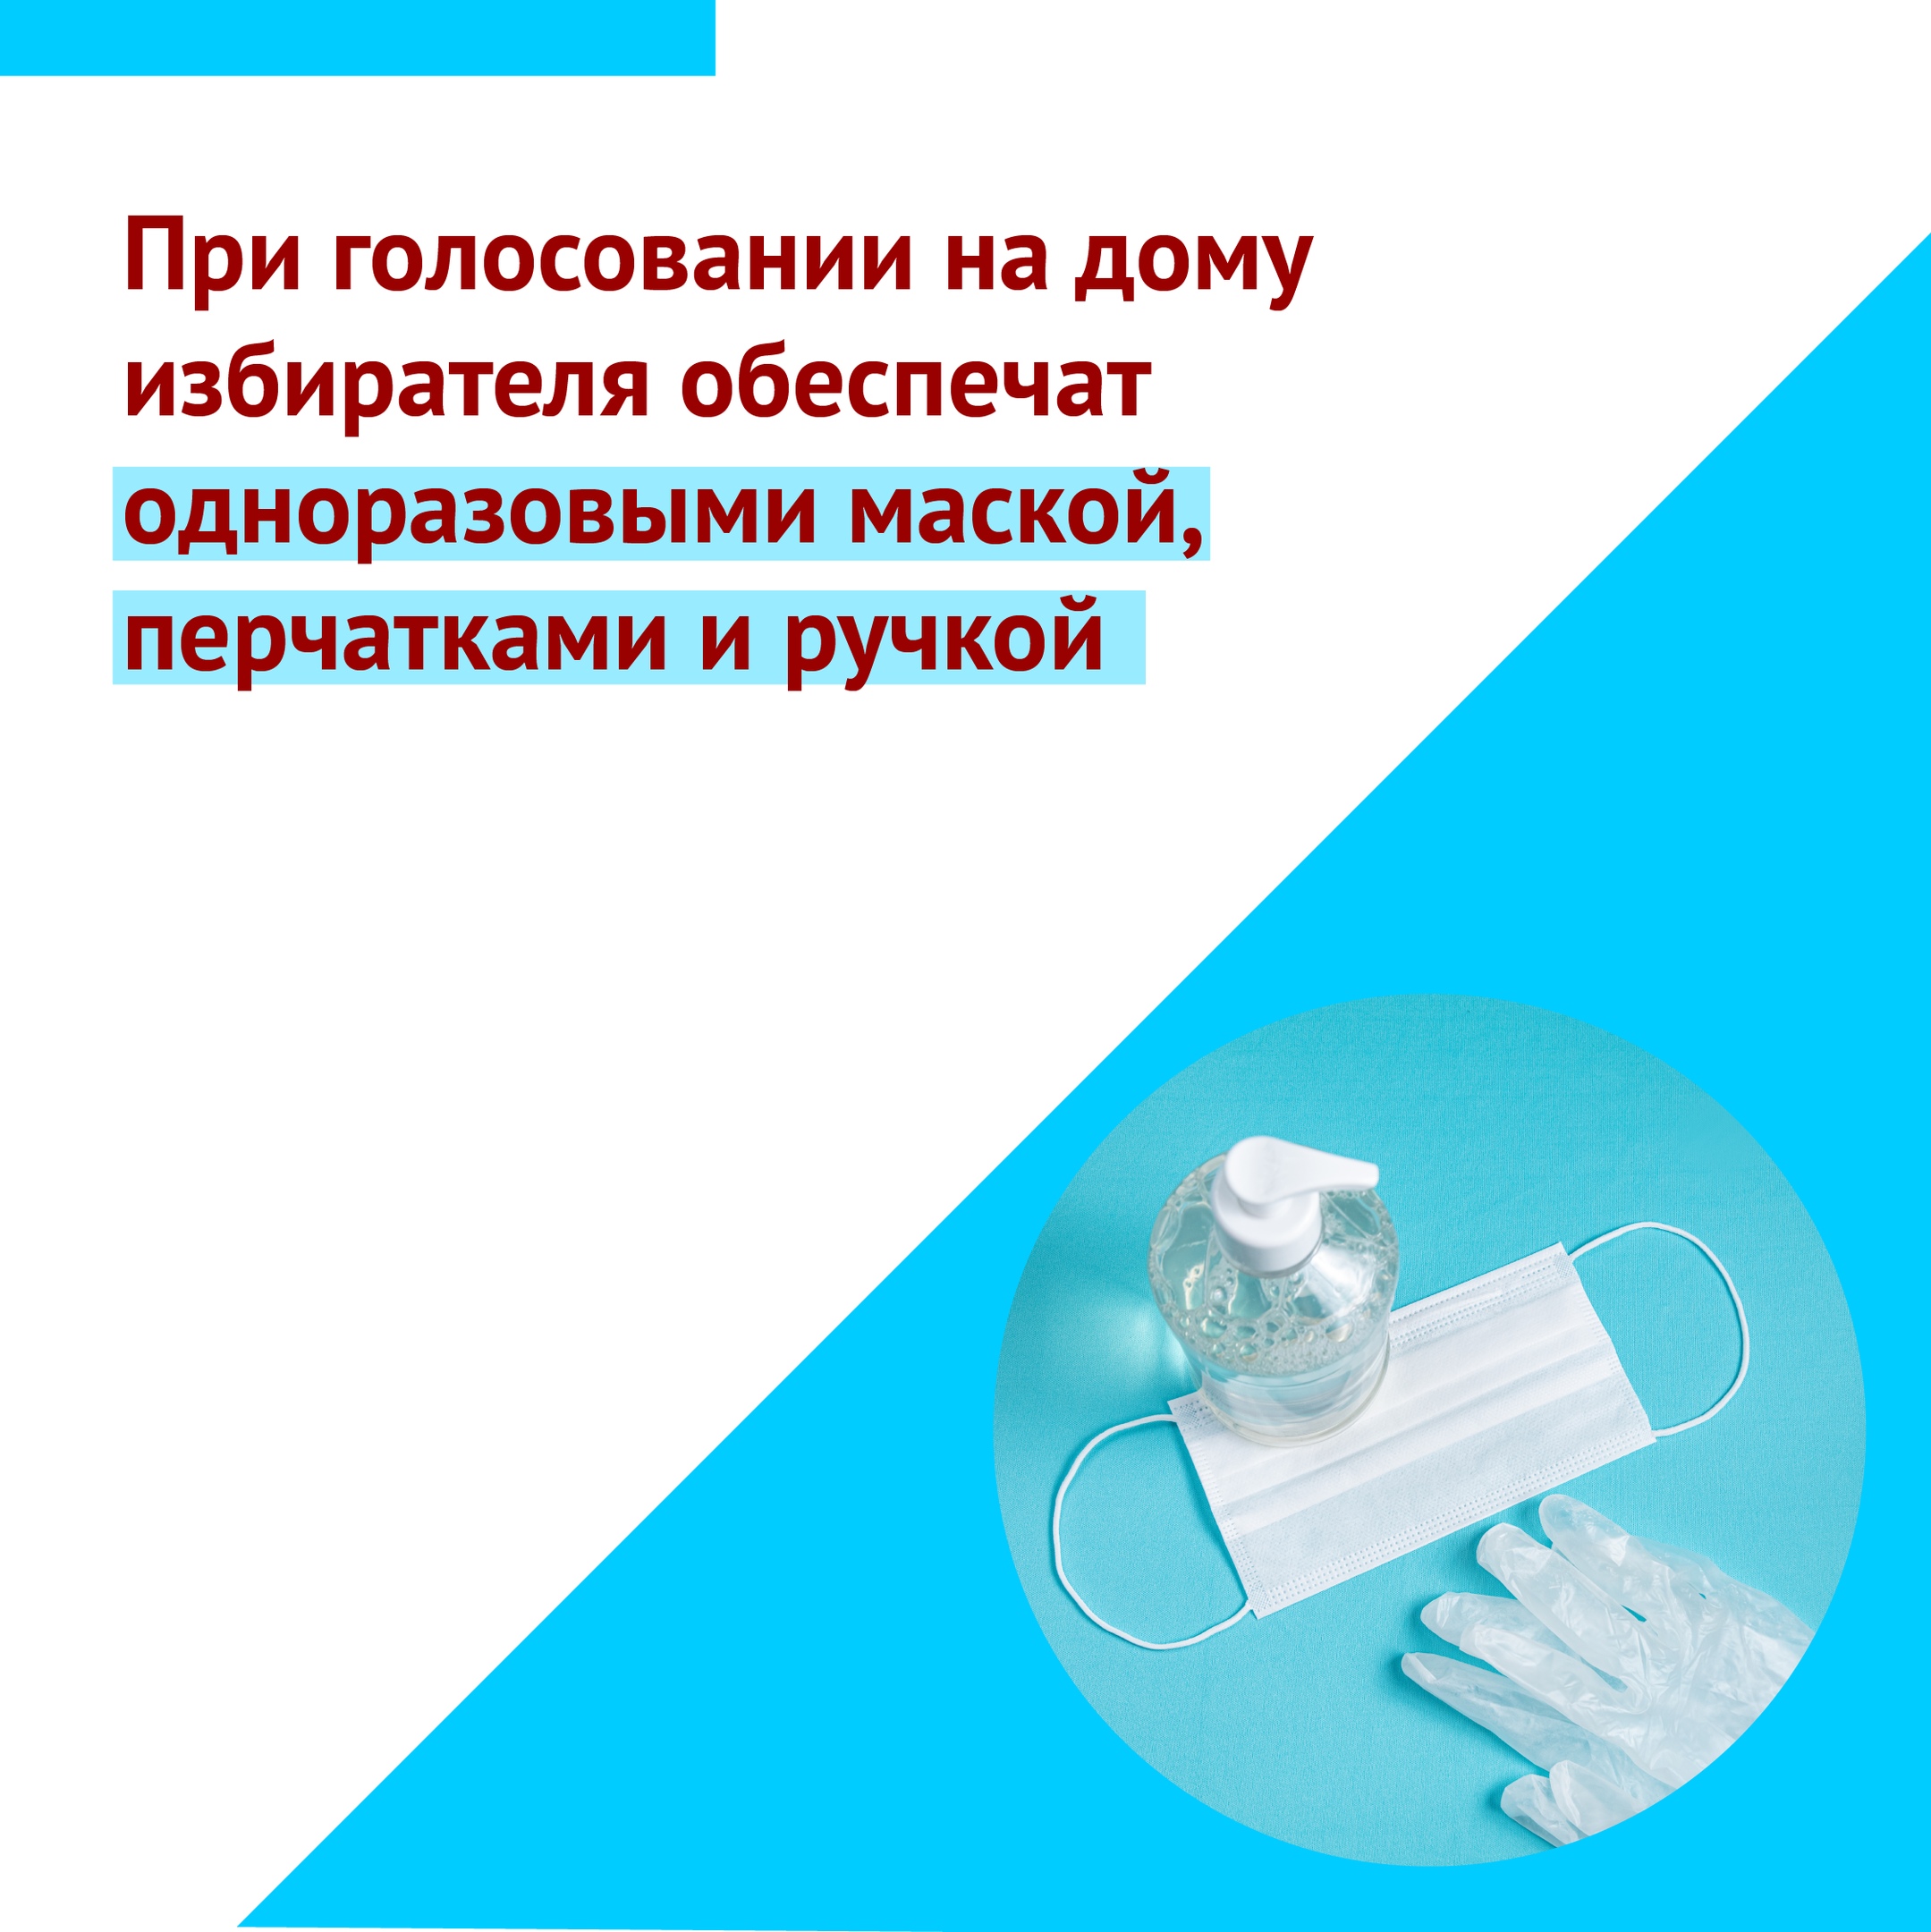 При голосовании на дому
избирателя обеспечат
одноразовыми маской,
перчатками и ручкой